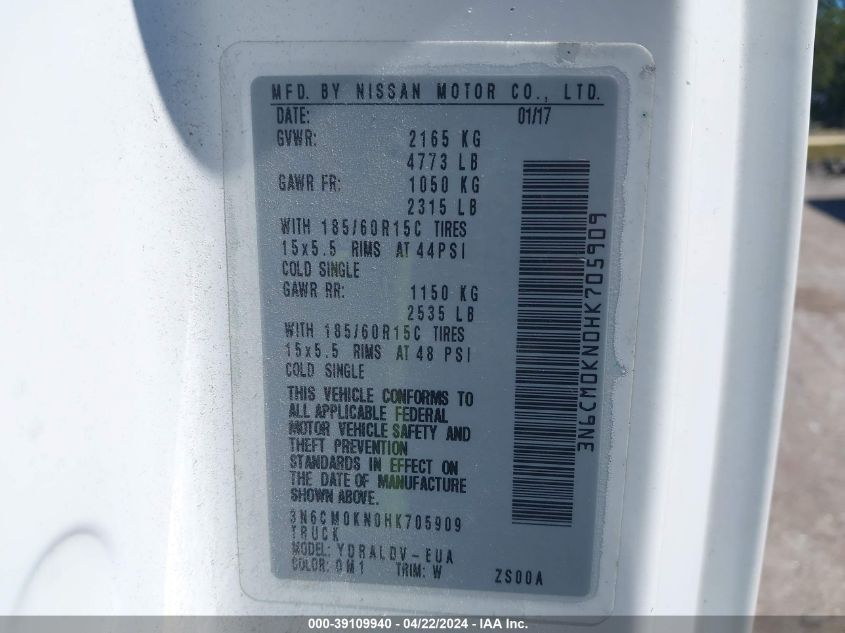 MFD. BY NISSAN MOTOR CO., LTD.
DATE: 01/17
GVWR: 2165 KG
4773 LB
GAWR FR: 1050 KG
2315 LB
WITH 185/60R15C TIRES
15x5.5 RIMS AT 44PSI
COLD SINGLE
GAWR RR: 1150 KG
2535 LB
WITH 185/60R15C TIRES
15x5.5 RIMS AT 48 PSI
COLD SINGLE
THIS VEHICLE CONFORMS TO
ALL APPLICABLE FEDERAL
MOTOR VEHICLE SAFETY AND
THEFT PREVENTION
STANDARDS IN EFFECT ON
THE DATE OF MANUFACTURE
SHOWN ABOVE.
3N6CM0KN0HK705909
TRUCK
MODEL: YDRALDV-EUA
COLOR: QM1 TRIM: W ZS00A
3N6CM0KN0HK705909
000-39109940 - 04/22/2024 - IAA Inc.